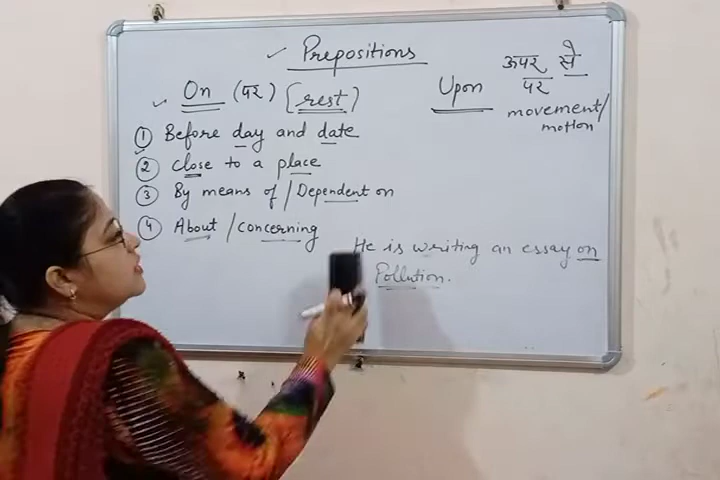 Prepositions
On (पर) [rest]
① Before day and date
② close to a place
③ By means of / Dependent on
④ About / concerning
Upon
ऊपर, से
पर
movement/
motion
He is writing an essay on
Pollution.